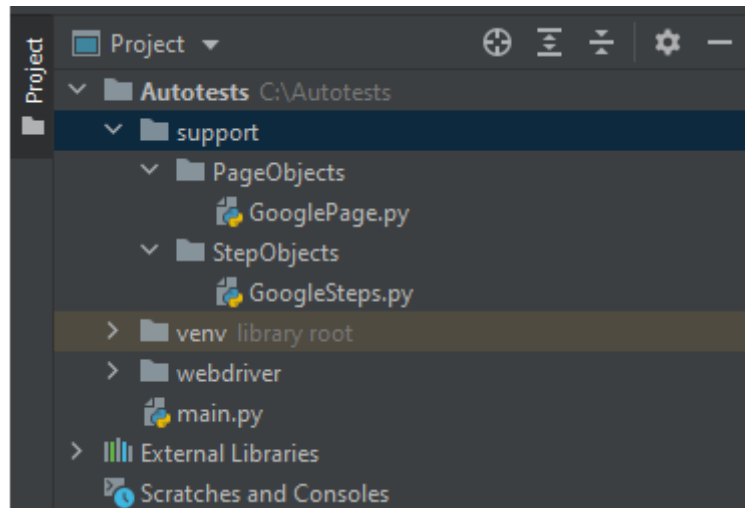 Project
Project
Autotests C:\Autotests
support
PageObjects
GooglePage.py
StepObjects
GoogleSteps.py
venv library root
webdriver
main.py
External Libraries
Scratches and Consoles